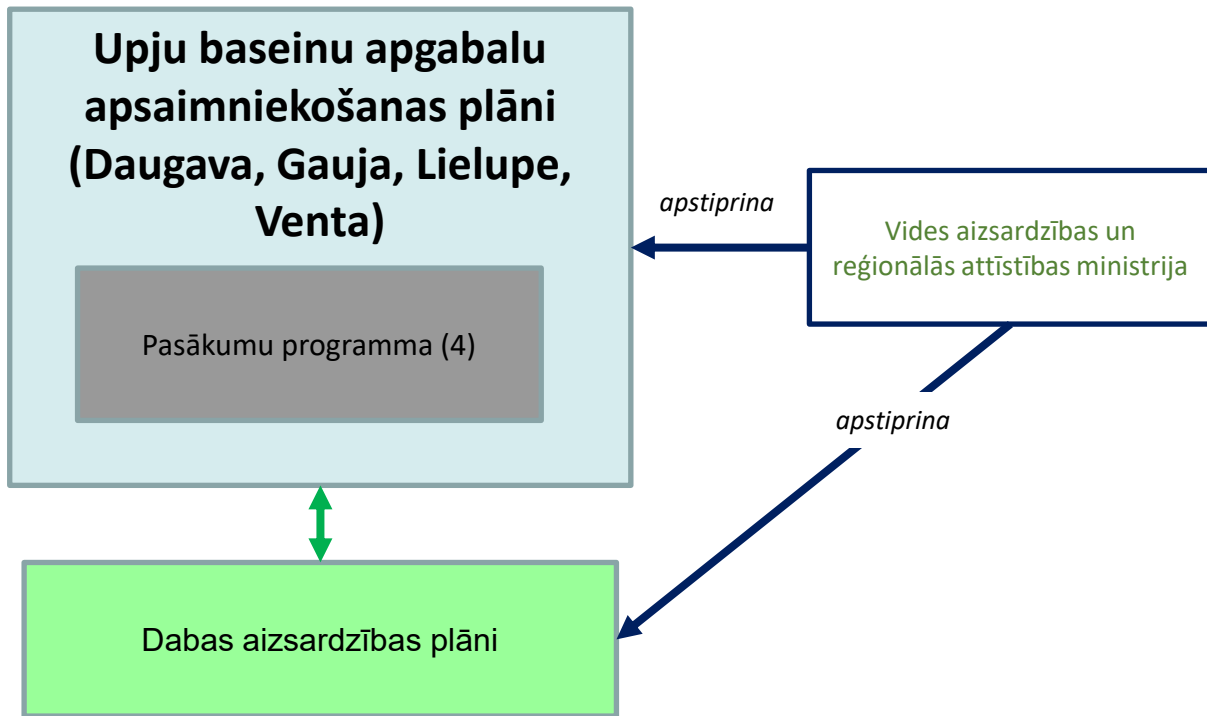 Upju baseinu apgabalu
apsaimniekošanas plāni
(Daugava, Gauja, Lielupe,
Venta)
Pasākumu programma (4)
apstiprina
Vides aizsardzības un
reģionālās attīstības ministrija
apstiprina
Dabas aizsardzības plāni